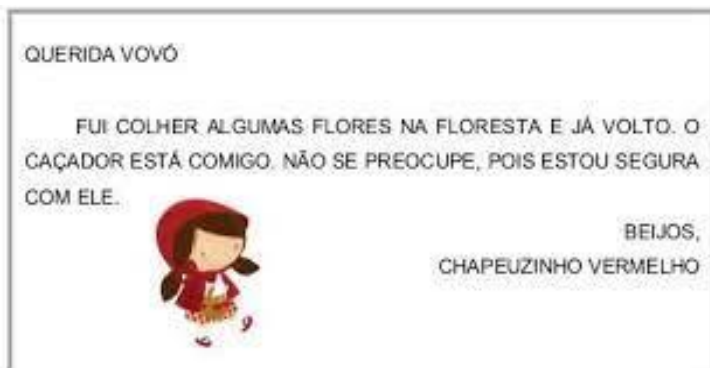 QUERIDA VOVÓ
FUI COLHER ALGUMAS FLORES NA FLORESTA E JÁ VOLTO. O
CAÇADOR ESTÁ COMIGO. NÃO SE PREOCUPE, POIS ESTOU SEGURA
COM ELE.
BEIJOS,
CHAPEUZINHO VERMELHO